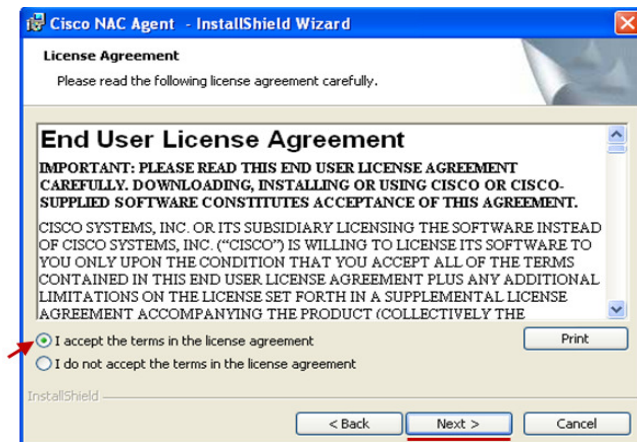 Cisco NAC Agent - InstallShield Wizard
License Agreement
Please read the following license agreement carefully.
End User License Agreement
IMPORTANT: PLEASE READ THIS END USER LICENSE AGREEMENT
CAREFULLY. DOWNLOADING, INSTALLING OR USING CISCO OR CISCO-
SUPPLIED SOFTWARE CONSTITUTES ACCEPTANCE OF THIS AGREEMENT.
CISCO SYSTEMS, INC. OR ITS SUBSIDIARY LICENSING THE SOFTWARE INSTEAD
OF CISCO SYSTEMS, INC. (“CISCO”) IS WILLING TO LICENSE ITS SOFTWARE TO
YOU ONLY UPON THE CONDITION THAT YOU ACCEPT ALL OF THE TERMS
CONTAINED IN THIS END USER LICENSE AGREEMENT PLUS ANY ADDITIONAL
LIMITATIONS ON THE LICENSE SET FORTH IN A SUPPLEMENTAL LICENSE
AGREEMENT ACCOMPANYING THE PRODUCT (COLLECTIVELY THE
I accept the terms in the license agreement
Print
I do not accept the terms in the license agreement
InstallShield
< Back Next > Cancel